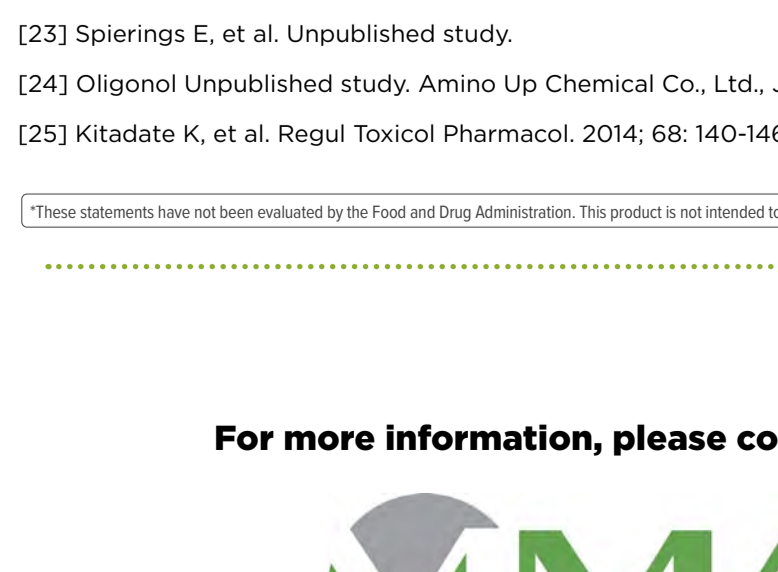 [23] Spierings E, et al. Unpublished study.
[24] Oligonol Unpublished study. Amino Up Chemical Co., Ltd., J
[25] Kitadate K, et al. Regul Toxicol Pharmacol. 2014; 68: 140-146
*These statements have not been evaluated by the Food and Drug Administration. This product is not intended to
For more information, please co